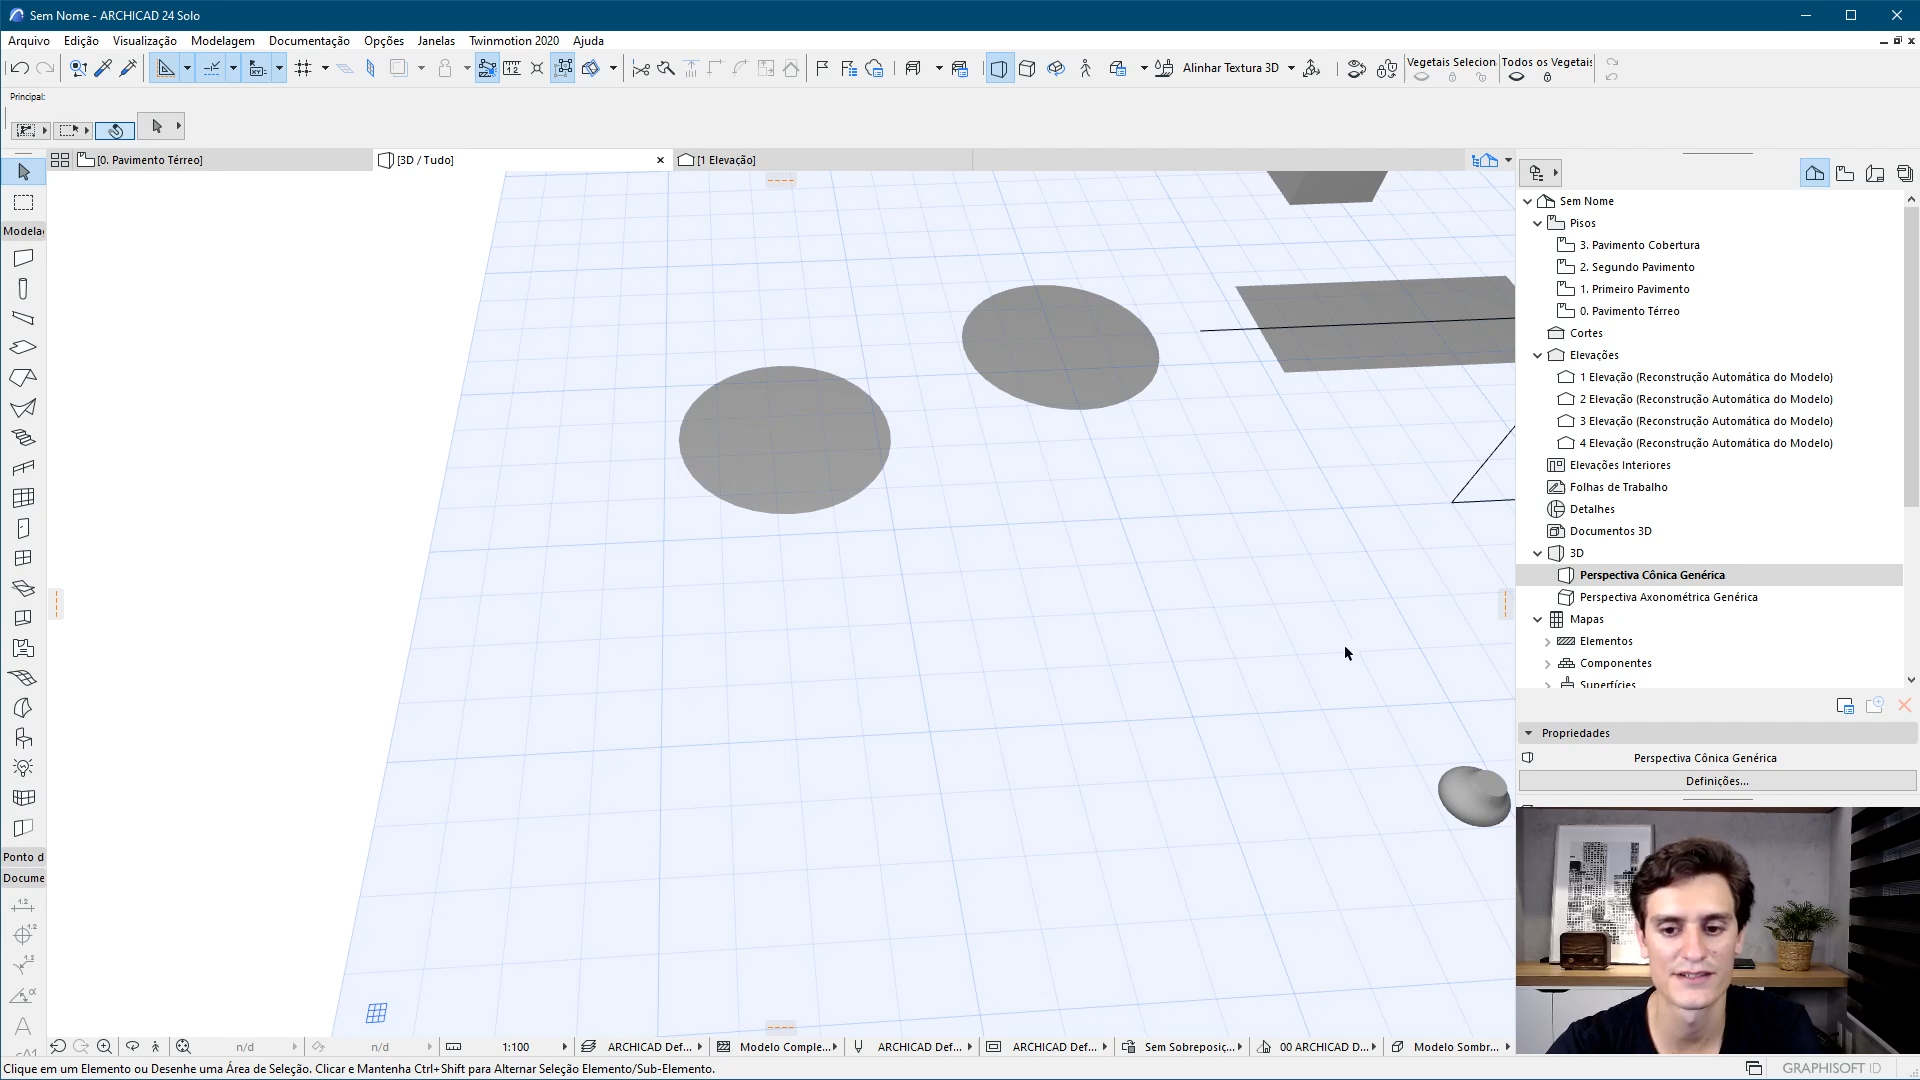 Sem Nome - ARCHICAD 24 Solo
Arquivo Edição Visualização Modelagem Documentação Opções Janelas Twinmotion 2020 Ajuda
Alinhar Textura 3D
Vegetais Selecion
Todos os Vegetais
Principal:
[0. Pavimento Térreo]
[3D / Tudo]
[1 Elevação]
Modela
Ponto d
Docume
Sem Nome
Pisos
3. Pavimento Cobertura
2. Segundo Pavimento
1. Primeiro Pavimento
0. Pavimento Térreo
Cortes
Elevações
1 Elevação (Reconstrução Automática do Modelo)
2 Elevação (Reconstrução Automática do Modelo)
3 Elevação (Reconstrução Automática do Modelo)
4 Elevação (Reconstrução Automática do Modelo)
Elevações Interiores
Folhas de Trabalho
Detalhes
Documentos 3D
3D
Perspectiva Cônica Genérica
Perspectiva Axonométrica Genérica
Mapas
Elementos
Componentes
Superfícies
Propriedades
Perspectiva Cônica Genérica
Definições...
n/d n/d 1:100 ARCHICAD Def... Modelo Comple... ARCHICAD Def... ARCHICAD Def... Sem Sobreposiç... 00 ARCHICAD D... Modelo Sombr...
Clique em um Elemento ou Desenhe uma Área de Seleção. Clicar e Mantenha Ctrl+Shift para Alternar Seleção Elemento/Sub-Elemento.
GRAPHISOFT ID